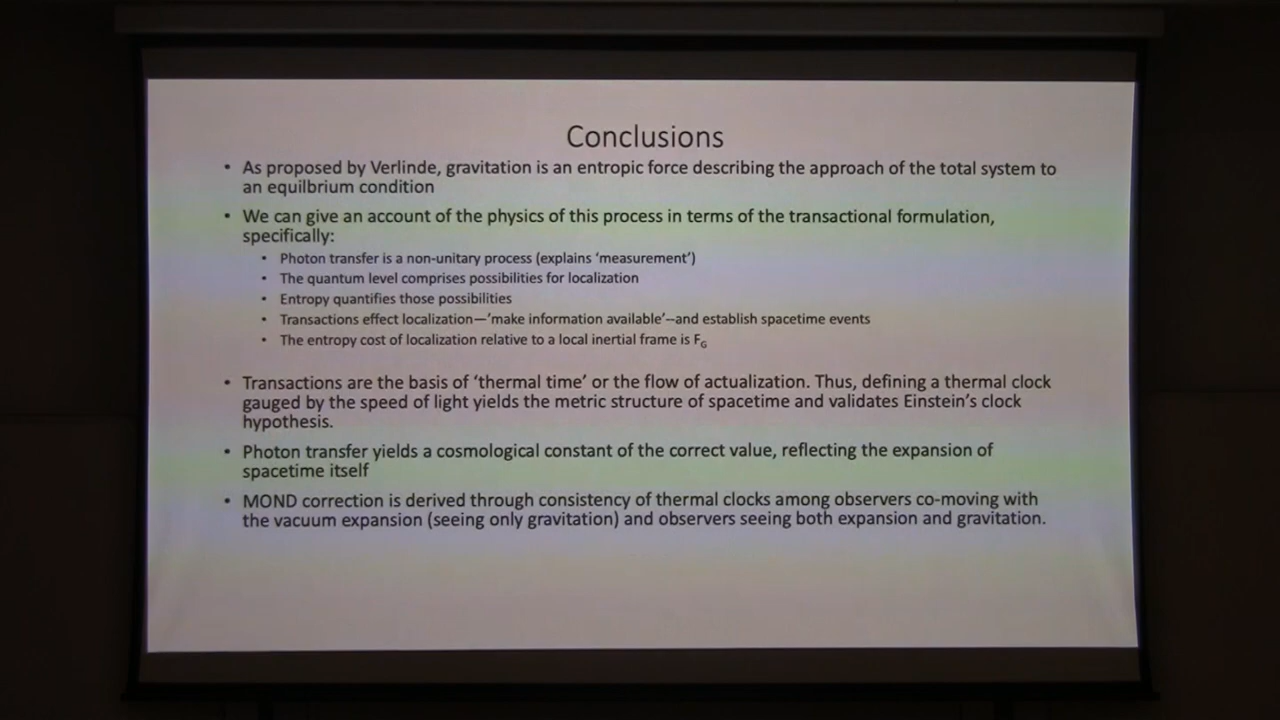 Conclusions
• As proposed by Verlinde, gravitation is an entropic force describing the approach of the total system to
an equilbrium condition
• We can give an account of the physics of this process in terms of the transactional formulation,
specifically:
• Photon transfer is a non-unitary process (explains ‘measurement’)
• The quantum level comprises possibilities for localization
• Entropy quantifies those possibilities
• Transactions effect localization—’make information available’--and establish spacetime events
• The entropy cost of localization relative to a local inertial frame is FG
• Transactions are the basis of ‘thermal time’ or the flow of actualization. Thus, defining a thermal clock
gauged by the speed of light yields the metric structure of spacetime and validates Einstein’s clock
hypothesis.
• Photon transfer yields a cosmological constant of the correct value, reflecting the expansion of
spacetime itself
• MOND correction is derived through consistency of thermal clocks among observers co-moving with
the vacuum expansion (seeing only gravitation) and observers seeing both expansion and gravitation.